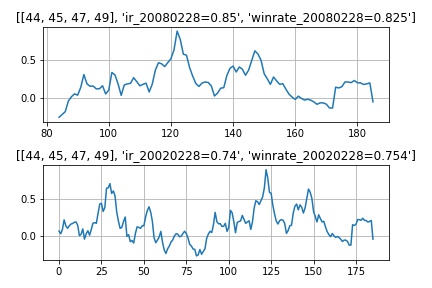 [[44, 45, 47, 49], 'ir_20080228=0.85', 'winrate_20080228=0.825']
0.5
0.0
80 100 120 140 160 180
[[44, 45, 47, 49], 'ir_20020228=0.74', 'winrate_20020228=0.754']
0.5
0.0
0 25 50 75 100 125 150 175